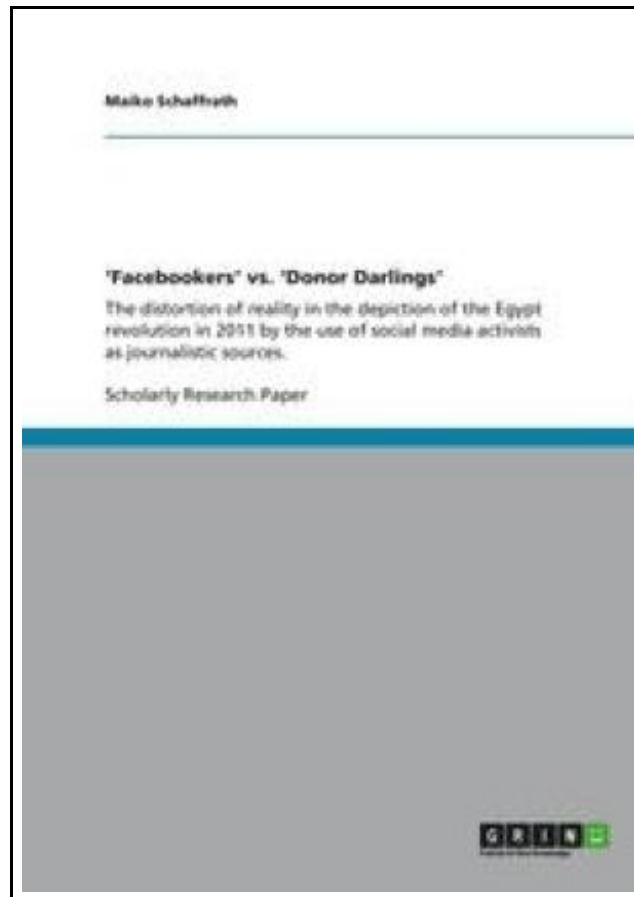 Maiko Schaffrath
"Facebookers" vs. "Donor Darlings"
The distortion of reality in the depiction of the Egypt
revolution in 2011 by the use of social media activists
as journalistic sources.
Scholarly Research Paper
GRIN